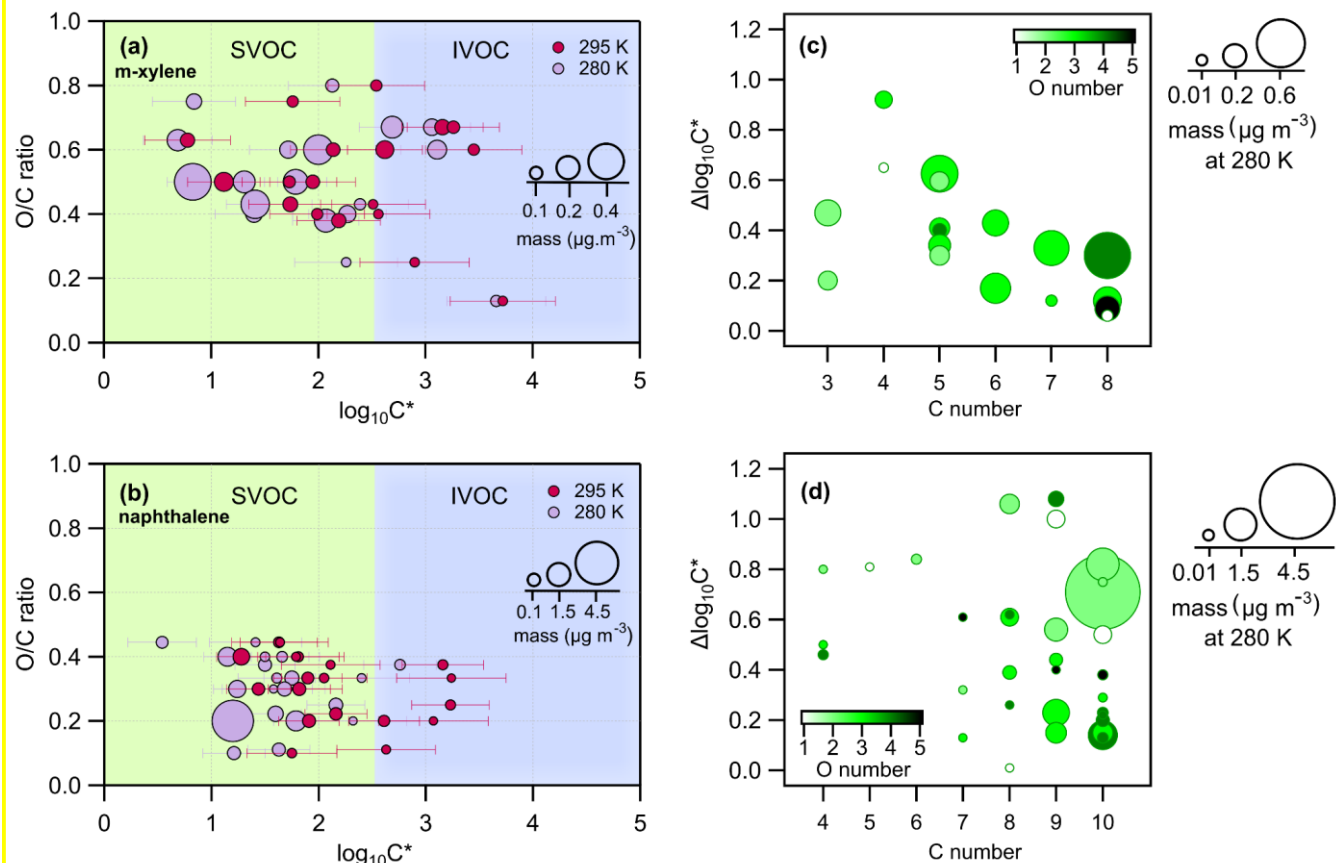 1.0
0.8
0.6
0.4
0.2
0.0
O/C ratio
(a)
m-xylene
SVOC
IVOC
295 K
280 K
0.1 0.2 0.4
mass (µg.m⁻³)
0 1 2 3 4 5
log₁₀C*
1.2
1.0
0.8
0.6
0.4
0.2
0.0
Δlog₁₀C*
(c)
1 2 3 4 5
O number
3 4 5 6 7 8
C number
0.01 0.2 0.6
mass (µg m⁻³)
at 280 K
1.0
0.8
0.6
0.4
0.2
0.0
O/C ratio
(b)
naphthalene
SVOC
IVOC
295 K
280 K
0.1 1.5 4.5
mass (µg m⁻³)
0 1 2 3 4 5
log₁₀C*
1.2
1.0
0.8
0.6
0.4
0.2
0.0
Δlog₁₀C*
(d)
1 2 3 4 5
O number
4 5 6 7 8 9 10
C number
0.01 1.5 4.5
mass (µg m⁻³)
at 280 K